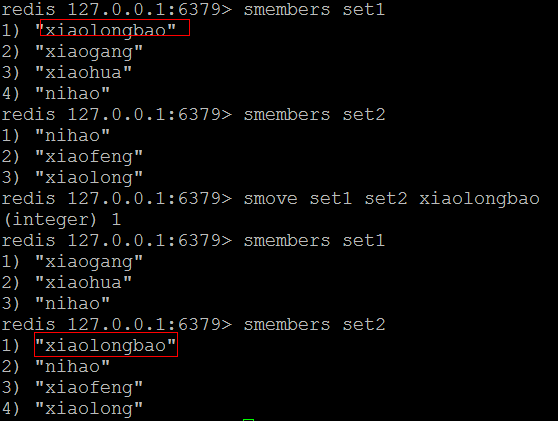 redis 127.0.0.1:6379> smembers set1
1) "xiaolongbao"
2) "xiaogang"
3) "xiaohua"
4) "nihao"
redis 127.0.0.1:6379> smembers set2
1) "nihao"
2) "xiaofeng"
3) "xiaolong"
redis 127.0.0.1:6379> smove set1 set2 xiaolongbao
(integer) 1
redis 127.0.0.1:6379> smembers set1
1) "xiaogang"
2) "xiaohua"
3) "nihao"
redis 127.0.0.1:6379> smembers set2
1) "xiaolongbao"
2) "nihao"
3) "xiaofeng"
4) "xiaolong"